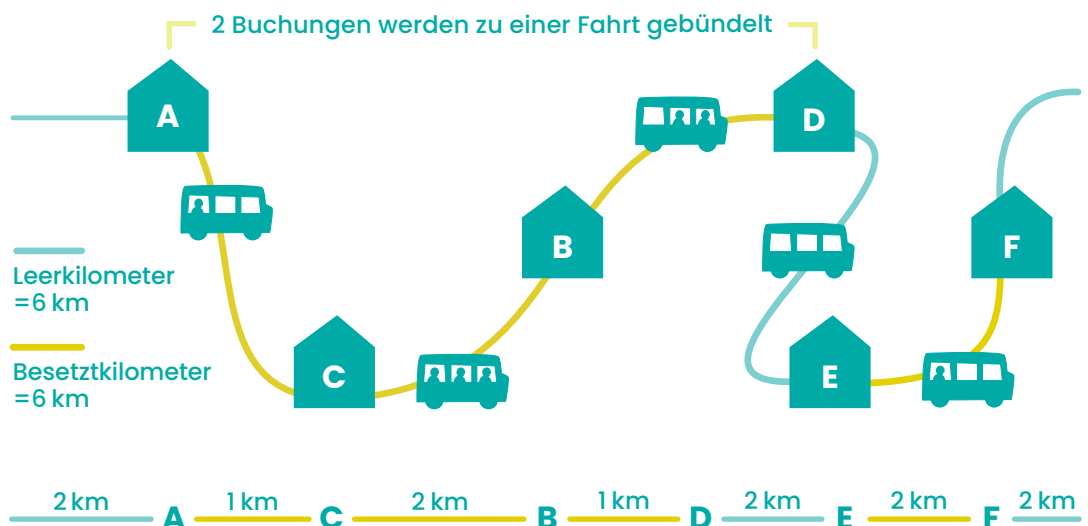 2 Buchungen werden zu einer Fahrt gebündelt
A
D
B
F
Leerkilometer
=6 km
Besetztkilometer
=6 km
C
E
2 km 1 km 2 km 1 km 2 km 2 km 2 km
A C B D E F